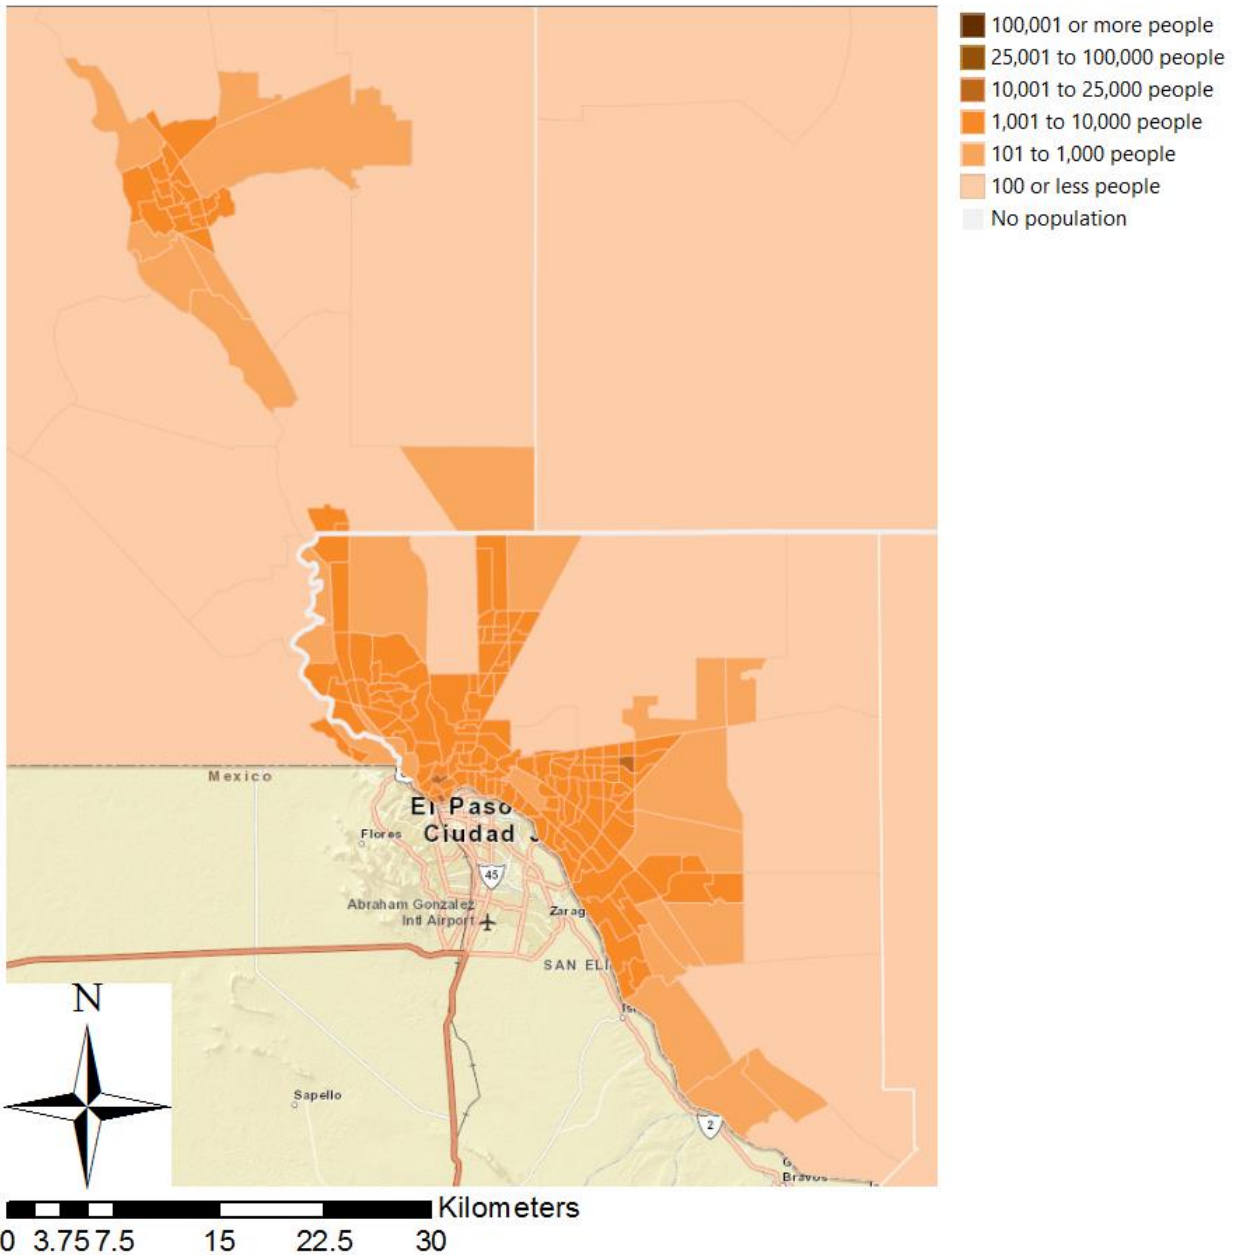 100,001 or more people
25,001 to 100,000 people
10,001 to 25,000 people
1,001 to 10,000 people
101 to 1,000 people
100 or less people
No population
Mexico
El Paso
Ciudad J
Flores
45
Abraham Gonzalez
Intl Airport
Zarag
SAN ELI
Isl
N
Sapello
2
G
Bravos
Kilometers
0 3.75 7.5 15 22.5 30